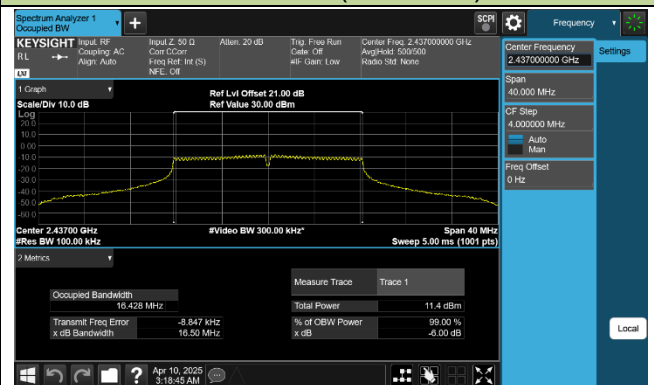 Spectrum Analyzer 1
Occupied BW
SCPI
Frequency
KEYSIGHT
RL
LXI
Input: RF
Coupling: AC
Align: Auto
Input Z: 50 Ω
Corr CCorr
Freq Ref: Int (S)
NFE: Off
Atten: 20 dB
Trig: Free Run
Gate: Off
#IF Gain: Low
Center Freq: 2.437000000 GHz
Avg|Hold: 500/500
Radio Std: None
Center Frequency
2.437000000 GHz
Settings
Span
40.000 MHz
CF Step
4.000000 MHz
Auto
Man
Freq Offset
0 Hz
1 Graph
Scale/Div 10.0 dB
Ref Lvl Offset 21.00 dB
Ref Value 30.00 dBm
Log
20.0
10.0
0.00
-10.0
-20.0
-30.0
-40.0
-50.0
-60.0
Center 2.43700 GHz
#Video BW 300.00 kHz*
Span 40 MHz
#Res BW 100.00 kHz
Sweep 5.00 ms (1001 pts)
2 Metrics
Measure Trace
Trace 1
Occupied Bandwidth
16.428 MHz
Total Power
11.4 dBm
Transmit Freq Error
-8.847 kHz
% of OBW Power
99.00 %
x dB Bandwidth
16.50 MHz
x dB
-6.00 dB
Local
?
Apr 10, 2025
3:18:45 AM